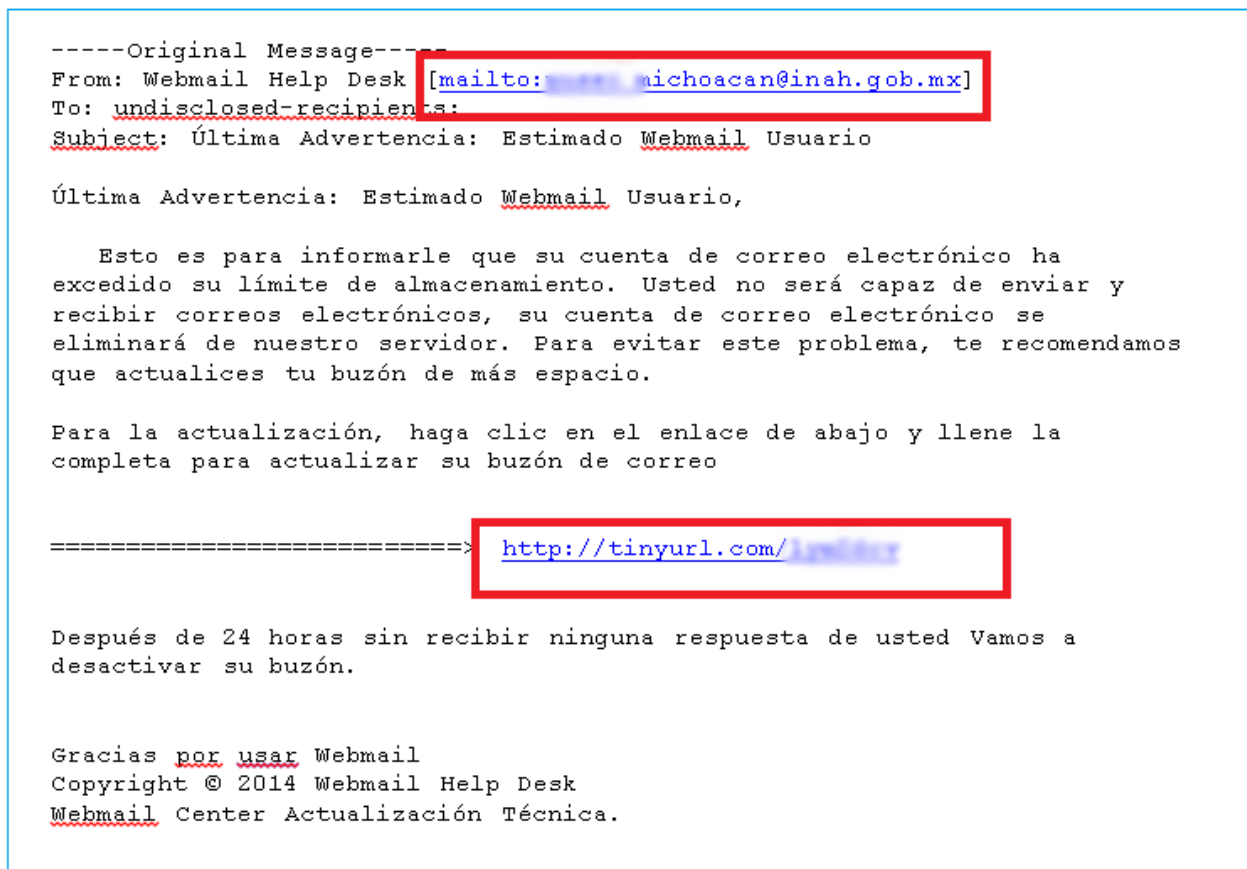 -----Original Message-----
From: Webmail Help Desk [mailto: michoacan@inah.gob.mx]
To: undisclosed-recipients:
Subject: Última Advertencia: Estimado Webmail Usuario
Última Advertencia: Estimado Webmail Usuario,
Esto es para informarle que su cuenta de correo electrónico ha
excedido su límite de almacenamiento. Usted no será capaz de enviar y
recibir correos electrónicos, su cuenta de correo electrónico se
eliminará de nuestro servidor. Para evitar este problema, te recomendamos
que actualices tu buzón de más espacio.
Para la actualización, haga clic en el enlace de abajo y llene la
completa para actualizar su buzón de correo
===========================> http://tinyurl.com/
Después de 24 horas sin recibir ninguna respuesta de usted Vamos a
desactivar su buzón.
Gracias por usar Webmail
Copyright © 2014 Webmail Help Desk
Webmail Center Actualización Técnica.